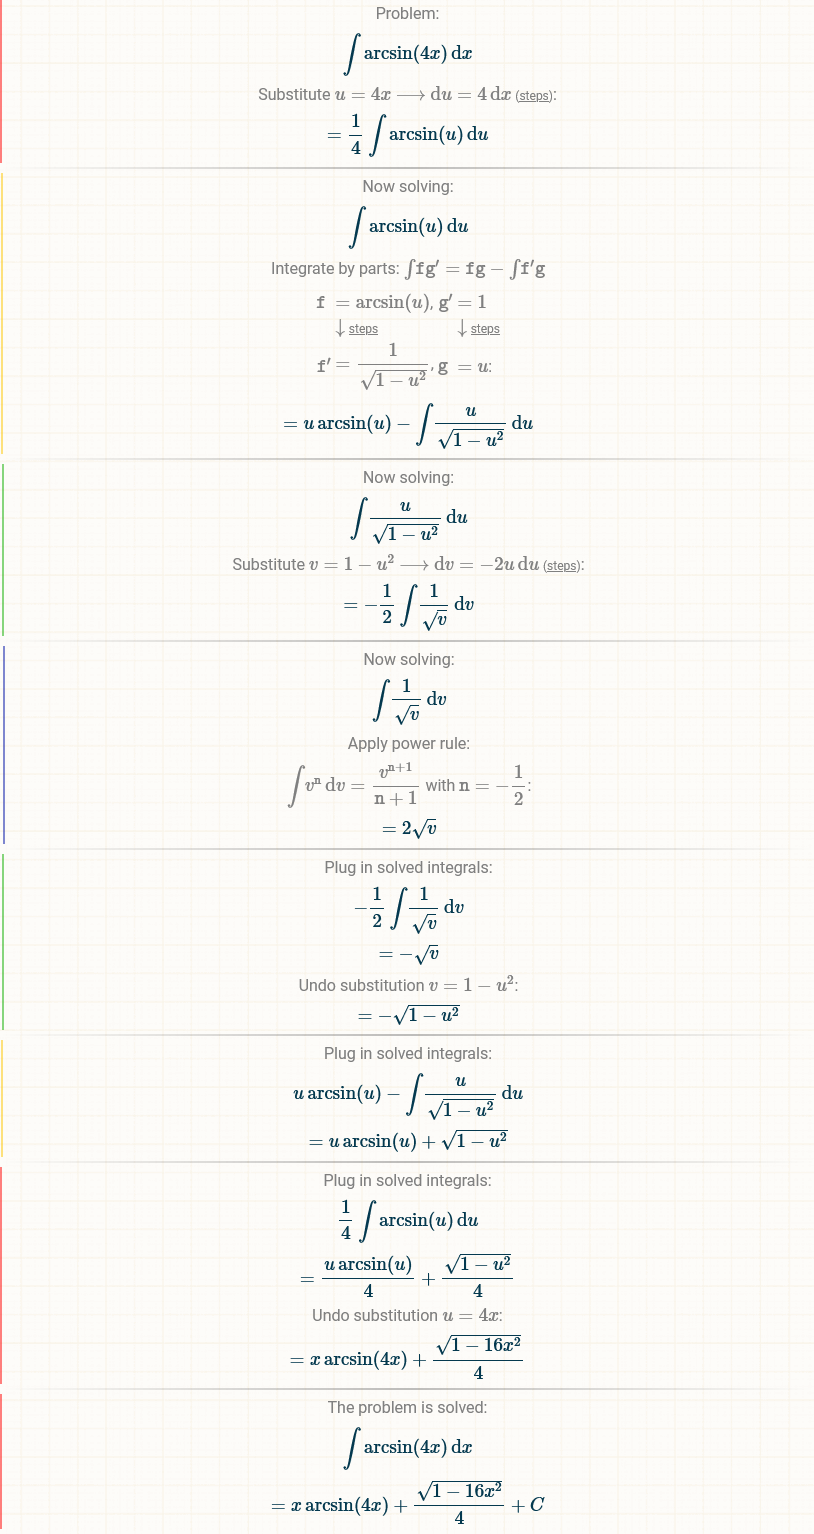 Problem:
∫ arcsin(4x) dx
Substitute u = 4x ⟶ du = 4 dx (steps):
= 1/4 ∫ arcsin(u) du
Now solving:
∫ arcsin(u) du
Integrate by parts: ∫fg′ = fg − ∫f′g
f = arcsin(u), g′ = 1
↓ steps ↓ steps
f′ = 1/√(1 − u²), g = u:
= u arcsin(u) − ∫ u/√(1 − u²) du
Now solving:
∫ u/√(1 − u²) du
Substitute v = 1 − u² ⟶ dv = −2u du (steps):
= −1/2 ∫ 1/√v dv
Now solving:
∫ 1/√v dv
Apply power rule:
∫ vⁿ dv = vⁿ⁺¹/(n + 1) with n = −1/2:
= 2√v
Plug in solved integrals:
−1/2 ∫ 1/√v dv
= −√v
Undo substitution v = 1 − u²:
= −√(1 − u²)
Plug in solved integrals:
u arcsin(u) − ∫ u/√(1 − u²) du
= u arcsin(u) + √(1 − u²)
Plug in solved integrals:
1/4 ∫ arcsin(u) du
= u arcsin(u)/4 + √(1 − u²)/4
Undo substitution u = 4x:
= x arcsin(4x) + √(1 − 16x²)/4
The problem is solved:
∫ arcsin(4x) dx
= x arcsin(4x) + √(1 − 16x²)/4 + C